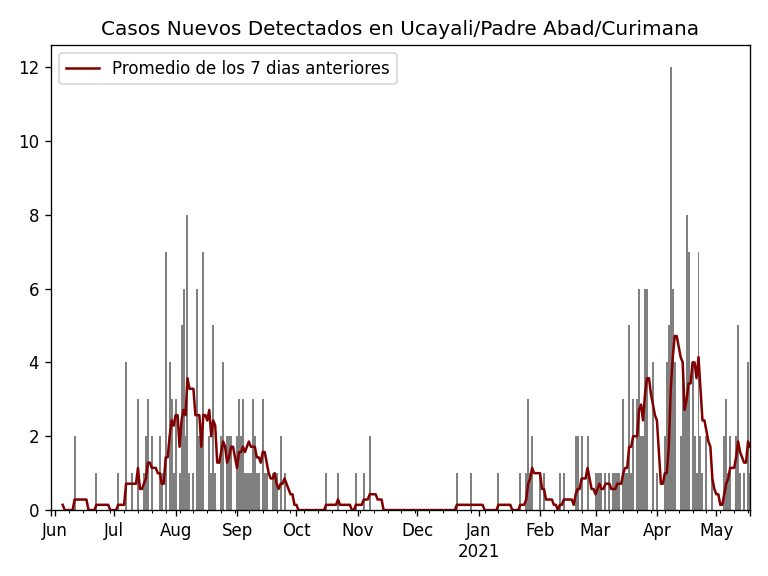 Casos Nuevos Detectados en Ucayali/Padre Abad/Curimana
Promedio de los 7 dias anteriores
12
10
8
6
4
2
0
Jun Jul Aug Sep Oct Nov Dec Jan Feb Mar Apr May
2021